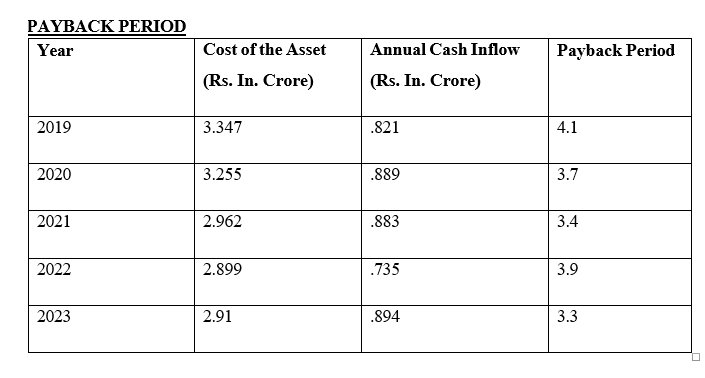 PAYBACK PERIOD
Year Cost of the Asset (Rs. In. Crore) Annual Cash Inflow (Rs. In. Crore) Payback Period
2019 3.347 .821 4.1
2020 3.255 .889 3.7
2021 2.962 .883 3.4
2022 2.899 .735 3.9
2023 2.91 .894 3.3